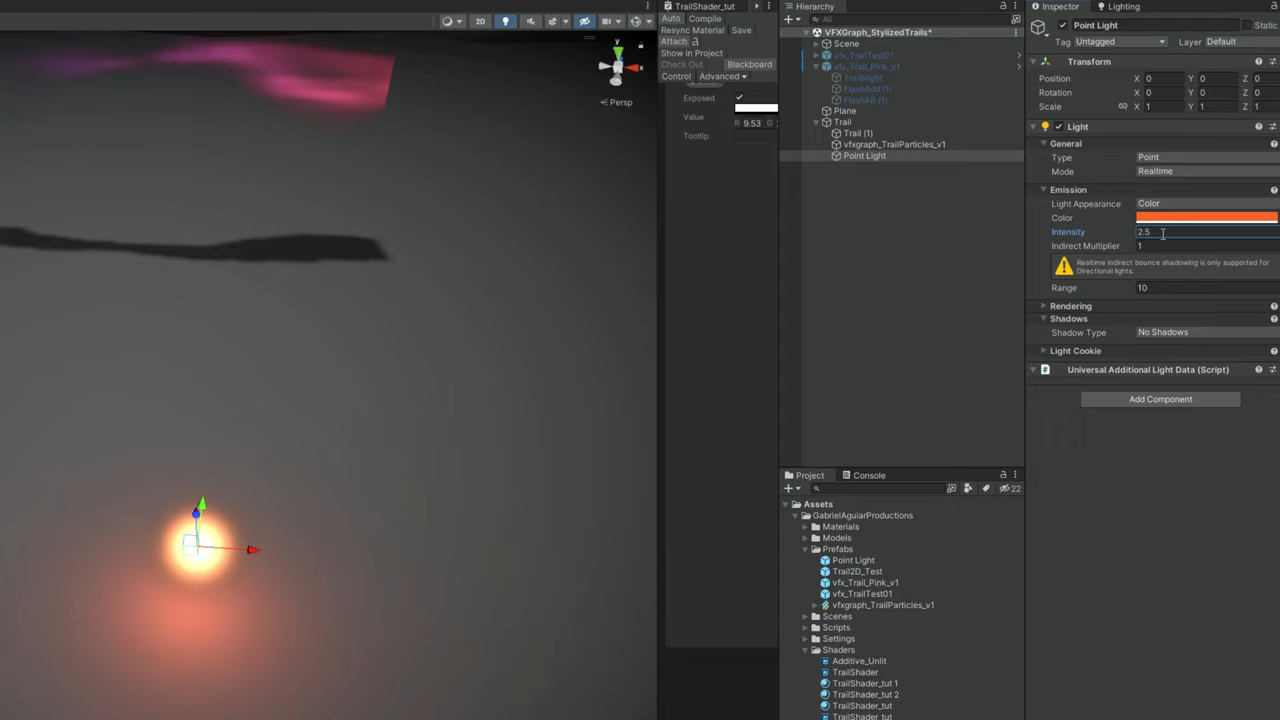 2D
y
x
Persp
TrailShader_tut
Auto Compile
Resync Material Save
Attach
Show in Project
Check Out Blackboard
Control Advanced
Exposed
Value
R 9.53 G
Tooltip
Hierarchy
All
VFXGraph_StylizedTrails*
Scene
vfx_TrailTest01
vfx_Trail_Pink_v1
TrailBright
FlashAdd (1)
FlashAB (1)
Plane
Trail
Trail (1)
vfxgraph_TrailParticles_v1
Point Light
Project Console
22
Assets
GabrielAguiarProductions
Materials
Models
Prefabs
Point Light
Trail2D_Test
vfx_Trail_Pink_v1
vfx_TrailTest01
vfxgraph_TrailParticles_v1
Scenes
Scripts
Settings
Shaders
Additive_Unlit
TrailShader
TrailShader_tut 1
TrailShader_tut 2
TrailShader_tut
TrailShader_tut
Inspector Lighting
Point Light Static
Tag Untagged Layer Default
Transform
Position X 0 Y 0 Z 0
Rotation X 0 Y 0 Z 0
Scale X 1 Y 1 Z 1
Light
General
Type Point
Mode Realtime
Emission
Light Appearance Color
Color
Intensity 2.5
Indirect Multiplier 1
Realtime indirect bounce shadowing is only supported for
Directional lights.
Range 10
Rendering
Shadows
Shadow Type No Shadows
Light Cookie
Universal Additional Light Data (Script)
Add Component